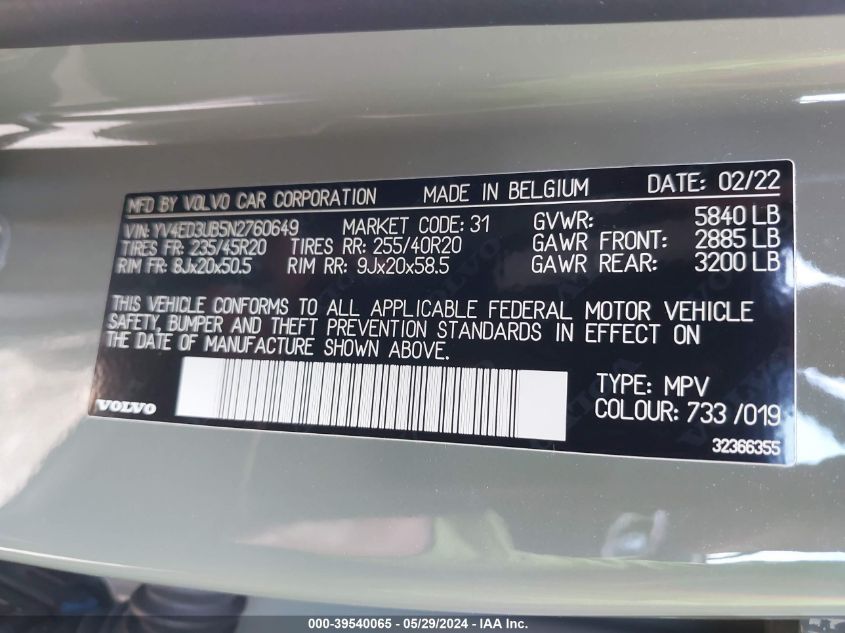 MFD BY VOLVO CAR CORPORATION MADE IN BELGIUM DATE: 02/22
VIN: YV4ED3UB5N2760649 MARKET CODE: 31 GVWR: 5840 LB
TIRES FR: 235/45R20 TIRES RR: 255/40R20 GAWR FRONT: 2885 LB
RIM FR: 8Jx20x50.5 RIM RR: 9Jx20x58.5 GAWR REAR: 3200 LB
THIS VEHICLE CONFORMS TO ALL APPLICABLE FEDERAL MOTOR VEHICLE
SAFETY, BUMPER AND THEFT PREVENTION STANDARDS IN EFFECT ON
THE DATE OF MANUFACTURE SHOWN ABOVE.
TYPE: MPV
VOLVO COLOUR: 733 /019
32366355
000-39540065 - 05/29/2024 - IAA Inc.